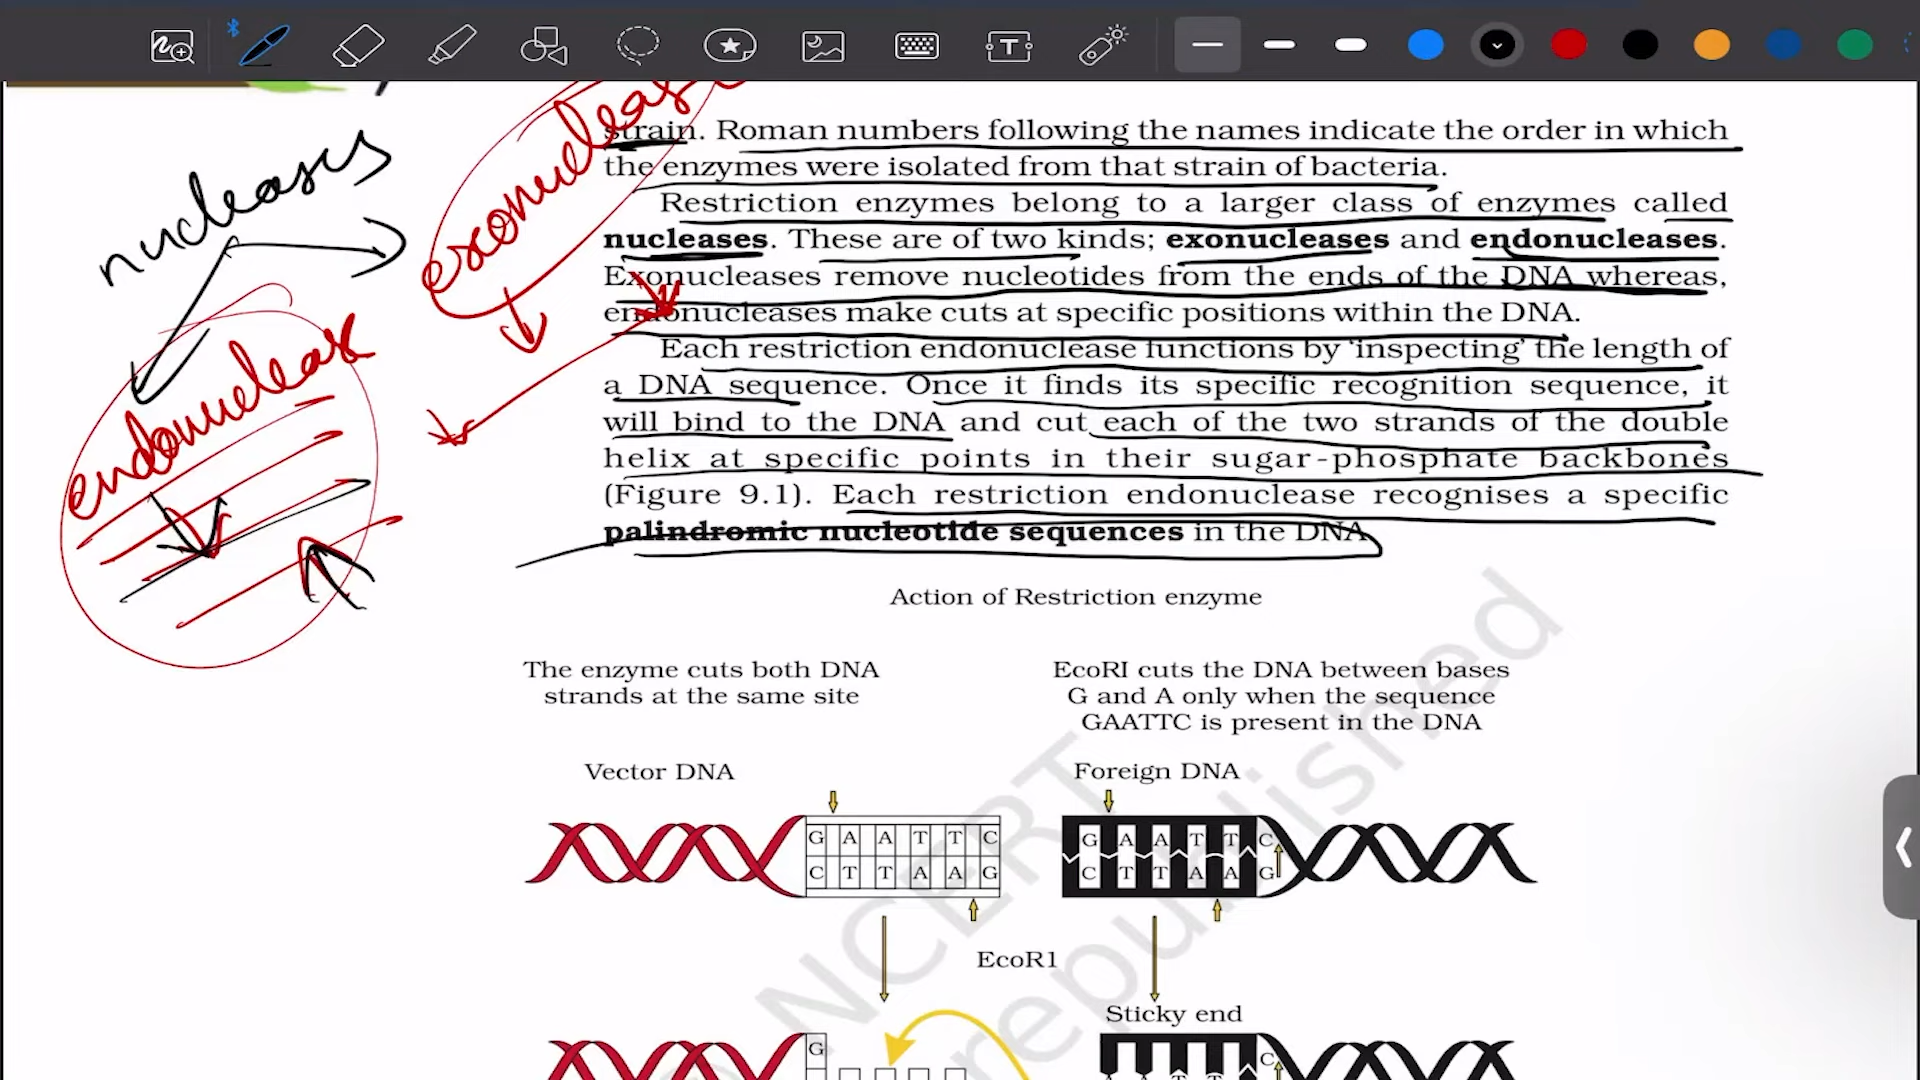 nucleases
exonuclease
endonuclease
strain. Roman numbers following the names indicate the order in which
the enzymes were isolated from that strain of bacteria.
Restriction enzymes belong to a larger class of enzymes called
nucleases. These are of two kinds; exonucleases and endonucleases.
Exonucleases remove nucleotides from the ends of the DNA whereas,
endonucleases make cuts at specific positions within the DNA.
Each restriction endonuclease functions by ‘inspecting’ the length of
a DNA sequence. Once it finds its specific recognition sequence, it
will bind to the DNA and cut each of the two strands of the double
helix at specific points in their sugar-phosphate backbones
(Figure 9.1). Each restriction endonuclease recognises a specific
palindromic nucleotide sequences in the DNA
Action of Restriction enzyme
The enzyme cuts both DNA
strands at the same site
EcoRI cuts the DNA between bases
G and A only when the sequence
GAATTC is present in the DNA
Vector DNA
Foreign DNA
G A A T T C
C T T A A G
G A A T T C
C T T A A G
EcoR1
Sticky end
G
C
NCERT
republished